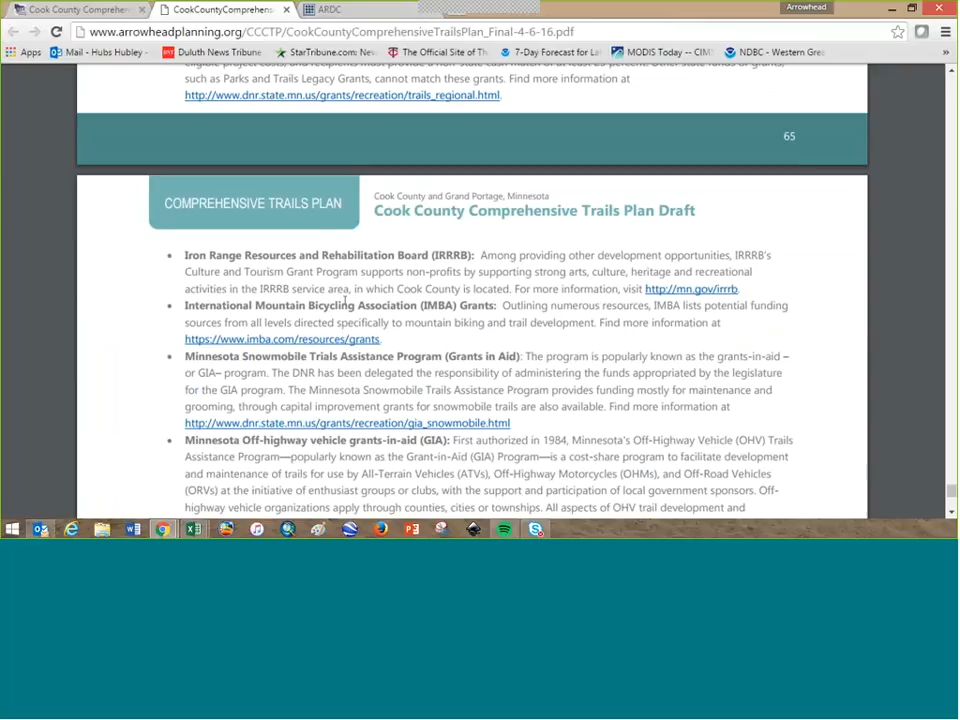 Cook County Comprehen
CookCountyComprehens
ARDC
Arrowhead
www.arrowheadplanning.org/CCCTP/CookCountyComprehensiveTrailsPlan_Final-4-6-16.pdf
Apps
Mail - Hubs Hubley -
Duluth News Tribune
StarTribune.com: New
The Official Site of Th
7-Day Forecast for La
MODIS Today -- CIM
NDBC - Western Gre
»
such as Parks and Trails Legacy Grants, cannot match these grants. Find more information at
http://www.dnr.state.mn.us/grants/recreation/trails_regional.html.
65
COMPREHENSIVE TRAILS PLAN
Cook County and Grand Portage, Minnesota
Cook County Comprehensive Trails Plan Draft
• Iron Range Resources and Rehabilitation Board (IRRRB): Among providing other development opportunities, IRRRB's
Culture and Tourism Grant Program supports non-profits by supporting strong arts, culture, heritage and recreational
activities in the IRRRB service area, in which Cook County is located. For more information, visit http://mn.gov/irrrb.
• International Mountain Bicycling Association (IMBA) Grants: Outlining numerous resources, IMBA lists potential funding
sources from all levels directed specifically to mountain biking and trail development. Find more information at
https://www.imba.com/resources/grants.
• Minnesota Snowmobile Trials Assistance Program (Grants in Aid): The program is popularly known as the grants-in-aid –
or GIA– program. The DNR has been delegated the responsibility of administering the funds appropriated by the legislature
for the GIA program. The Minnesota Snowmobile Trails Assistance Program provides funding mostly for maintenance and
grooming, through capital improvement grants for snowmobile trails are also available. Find more information at
http://www.dnr.state.mn.us/grants/recreation/gia_snowmobile.html
• Minnesota Off-highway vehicle grants-in-aid (GIA): First authorized in 1984, Minnesota's Off-Highway Vehicle (OHV) Trails
Assistance Program—popularly known as the Grant-in-Aid (GIA) Program—is a cost-share program to facilitate development
and maintenance of trails for use by All-Terrain Vehicles (ATVs), Off-Highway Motorcycles (OHMs), and Off-Road Vehicles
(ORVs) at the initiative of enthusiast groups or clubs, with the support and participation of local government sponsors. Off-
highway vehicle organizations apply through counties, cities or townships. All aspects of OHV trail development and